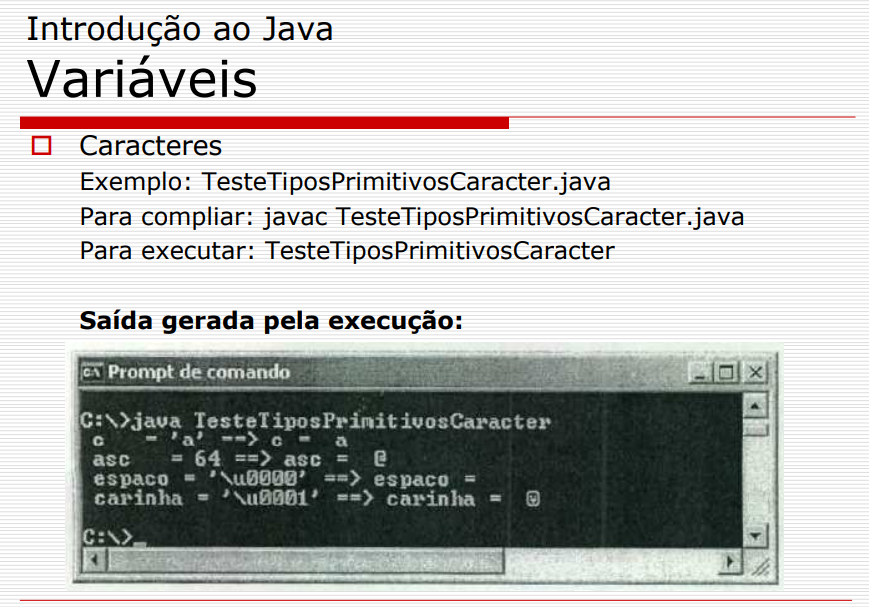 Introdução ao Java
Variáveis
Caracteres
Exemplo: TesteTiposPrimitivosCaracter.java
Para compliar: javac TesteTiposPrimitivosCaracter.java
Para executar: TesteTiposPrimitivosCaracter
Saída gerada pela execução:
Prompt de comando
C:\>java TesteTiposPrimitivosCaracter
c = 'a' ==> c = a
asc = 64 ==> asc = @
espaco = '\u0000' ==> espaco =
carinha = '\u0001' ==> carinha = ☺
C:\>_